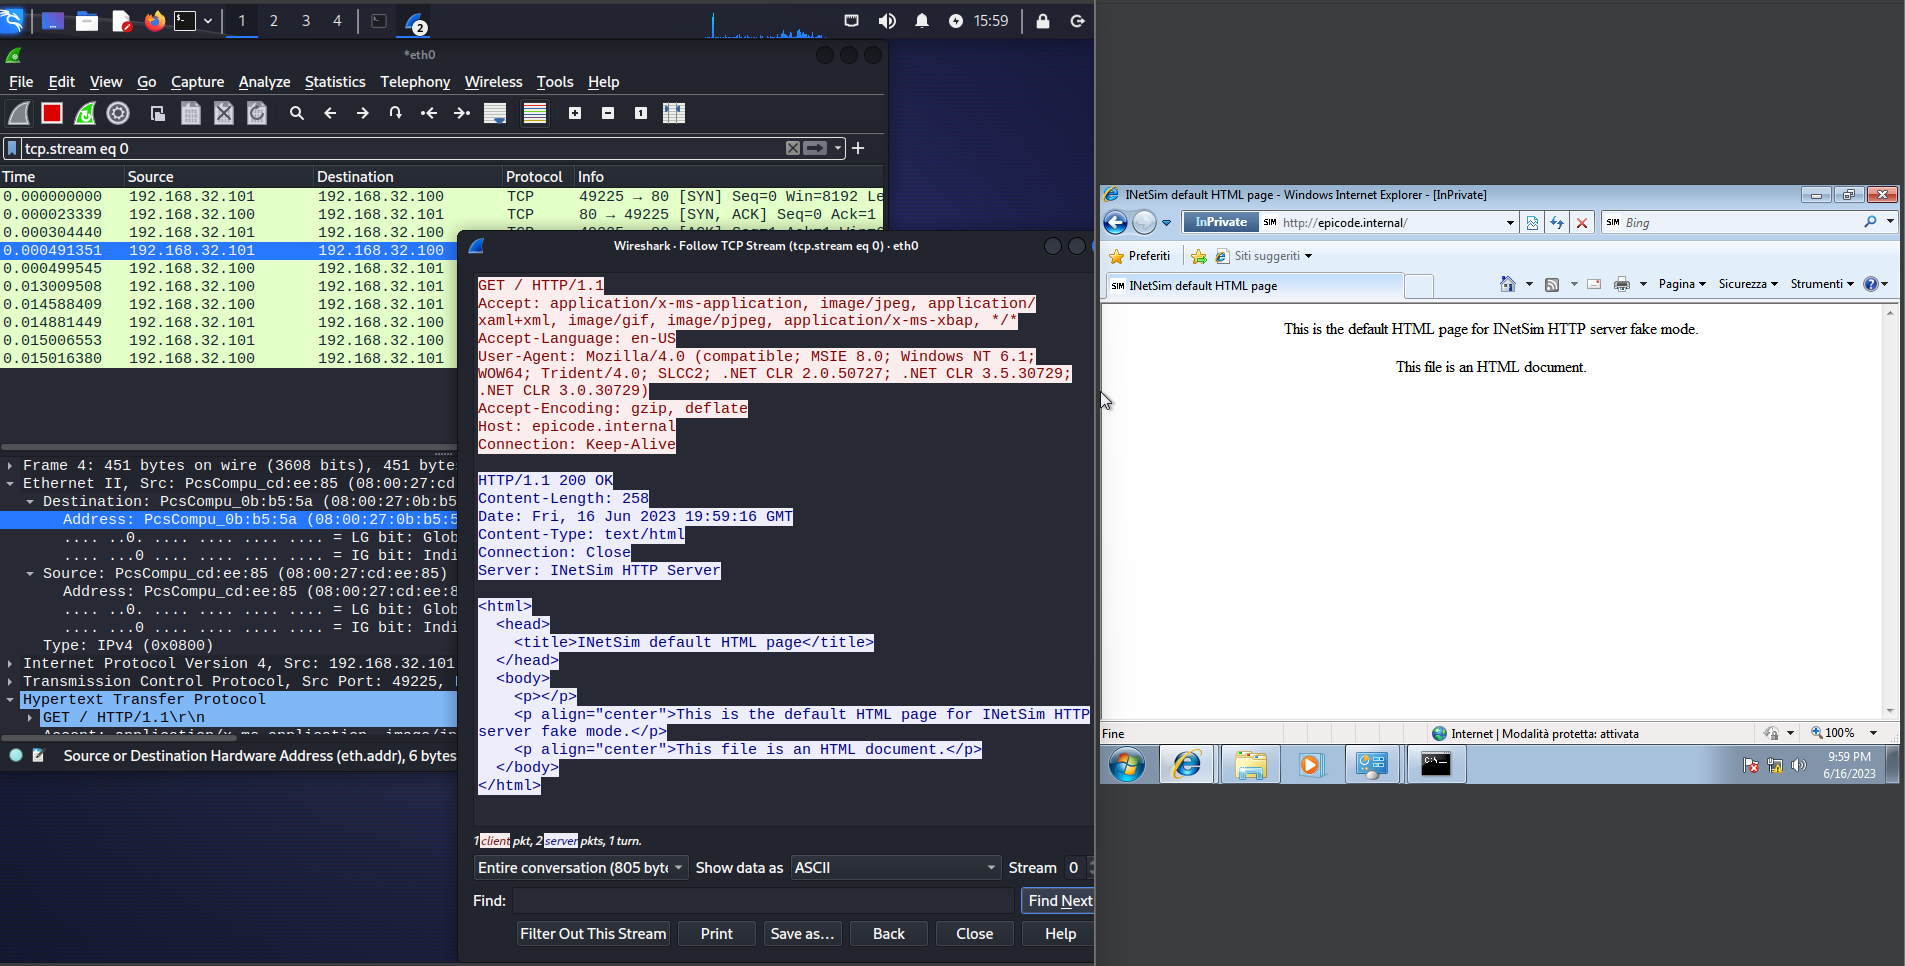 1 2 3 4
2
15:59
*eth0
File Edit View Go Capture Analyze Statistics Telephony Wireless Tools Help
tcp.stream eq 0
Time Source Destination Protocol Info
0.000000000 192.168.32.101 192.168.32.100 TCP 49225 → 80 [SYN] Seq=0 Win=8192 Le
0.000023339 192.168.32.100 192.168.32.101 TCP 80 → 49225 [SYN, ACK] Seq=0 Ack=1
0.000304440 192.168.32.101 192.168.32.100
0.000491351 192.168.32.101 192.168.32.100
0.000499545 192.168.32.100 192.168.32.101
0.013009508 192.168.32.100 192.168.32.101
0.014588409 192.168.32.100 192.168.32.101
0.014881449 192.168.32.101 192.168.32.100
0.015006553 192.168.32.101 192.168.32.100
0.015016380 192.168.32.100 192.168.32.101
Frame 4: 451 bytes on wire (3608 bits), 451 byte
Ethernet II, Src: PcsCompu_cd:ee:85 (08:00:27:cd
Destination: PcsCompu_0b:b5:5a (08:00:27:0b:b5
Address: PcsCompu_0b:b5:5a (08:00:27:0b:b5:5
.... ..0. .... .... .... .... = LG bit: Glob
.... ...0 .... .... .... .... = IG bit: Indi
Source: PcsCompu_cd:ee:85 (08:00:27:cd:ee:85)
Address: PcsCompu_cd:ee:85 (08:00:27:cd:ee:8
.... ..0. .... .... .... .... = LG bit: Glob
.... ...0 .... .... .... .... = IG bit: Indi
Type: IPv4 (0x0800)
Internet Protocol Version 4, Src: 192.168.32.101
Transmission Control Protocol, Src Port: 49225,
Hypertext Transfer Protocol
GET / HTTP/1.1\r\n
Source or Destination Hardware Address (eth.addr), 6 bytes
Wireshark · Follow TCP Stream (tcp.stream eq 0) · eth0
GET / HTTP/1.1
Accept: application/x-ms-application, image/jpeg, application/
xaml+xml, image/gif, image/pjpeg, application/x-ms-xbap, */*
Accept-Language: en-US
User-Agent: Mozilla/4.0 (compatible; MSIE 8.0; Windows NT 6.1;
WOW64; Trident/4.0; SLCC2; .NET CLR 2.0.50727; .NET CLR 3.5.30729;
.NET CLR 3.0.30729)
Accept-Encoding: gzip, deflate
Host: epicode.internal
Connection: Keep-Alive
HTTP/1.1 200 OK
Content-Length: 258
Date: Fri, 16 Jun 2023 19:59:16 GMT
Content-Type: text/html
Connection: Close
Server: INetSim HTTP Server
<html>
<head>
<title>INetSim default HTML page</title>
</head>
<body>
<p></p>
<p align="center">This is the default HTML page for INetSim HTTP
server fake mode.</p>
<p align="center">This file is an HTML document.</p>
</body>
</html>
1 client pkt, 2 server pkts, 1 turn.
Entire conversation (805 byte Show data as ASCII Stream 0
Find: Find Next
Filter Out This Stream Print Save as… Back Close Help
INetSim default HTML page - Windows Internet Explorer - [InPrivate]
InPrivate SIM http://epicode.internal/ SIM Bing
Preferiti Siti suggeriti
SIM INetSim default HTML page Pagina Sicurezza Strumenti
This is the default HTML page for INetSim HTTP server fake mode.
This file is an HTML document.
Fine Internet | Modalità protetta: attivata 100%
C:\
9:59 PM
6/16/2023